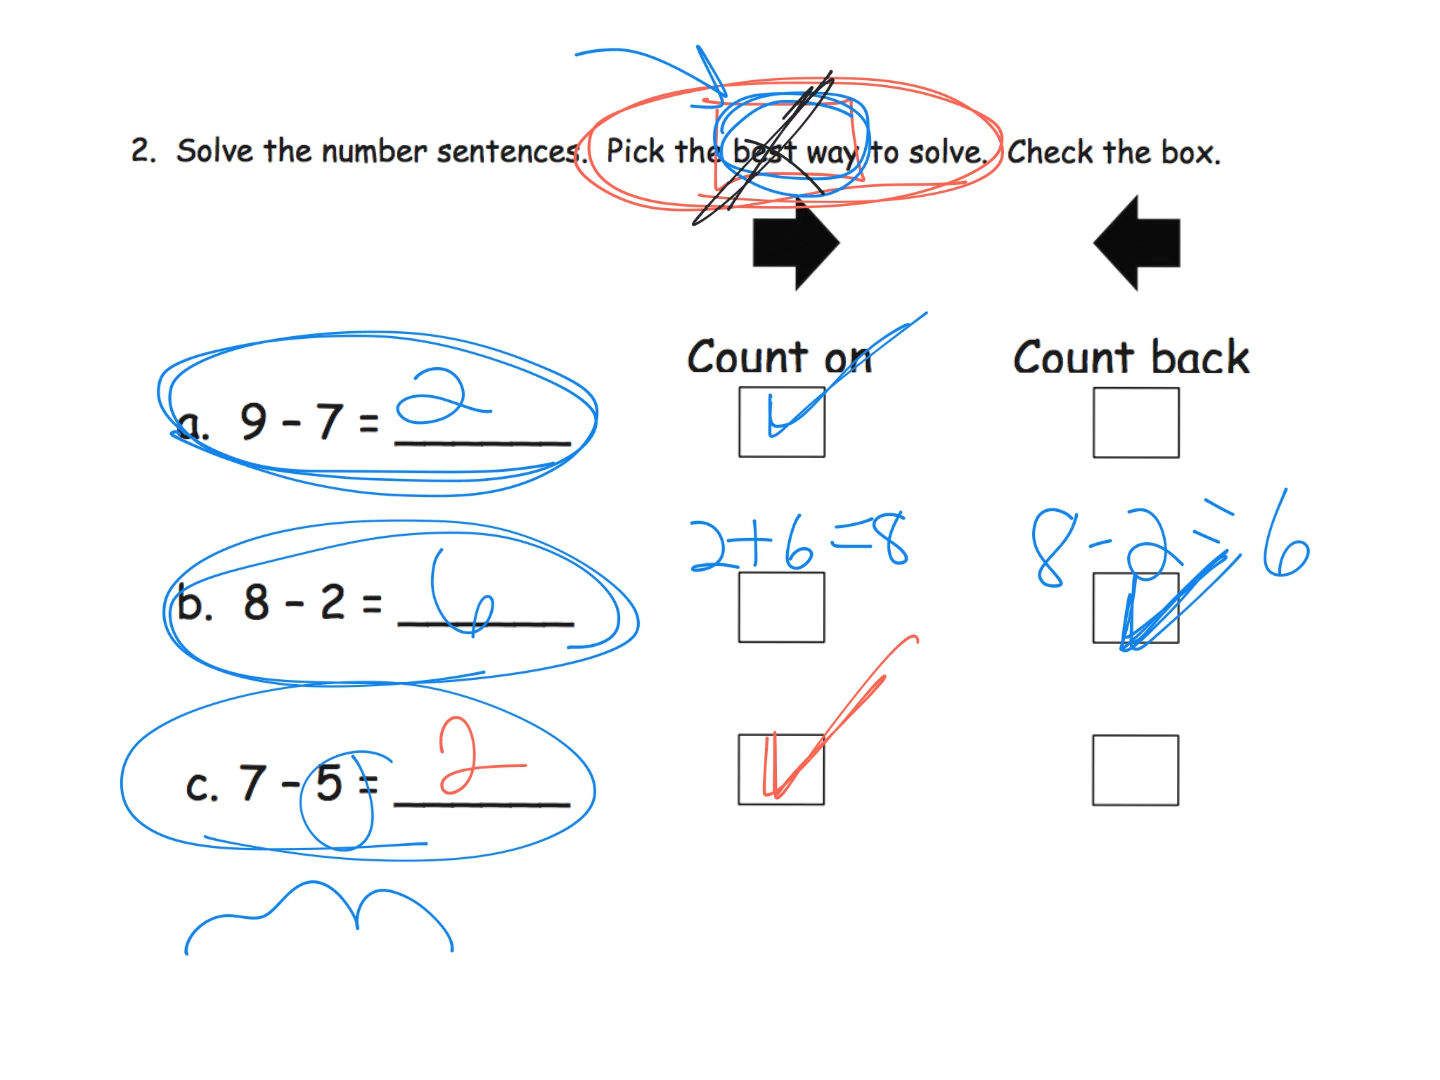 2. Solve the number sentences. Pick the best way to solve. Check the box.
Count on Count back
a. 9 - 7 = 2
2+6=8 8-2=6
b. 8 - 2 = 6
c. 7 - 5 = 2